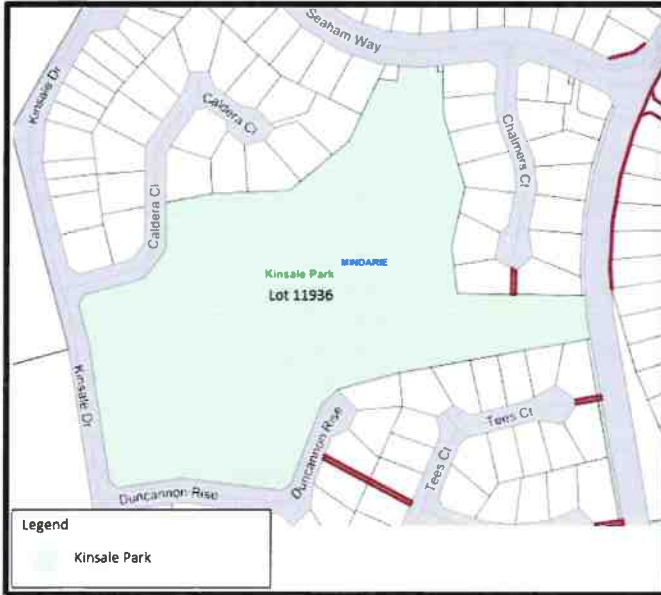 Seaham Way
Kinsale Dr
Caldera Cl
Chalmers Ct
Caldera Cl
MINDARIE
Kinsale Park
Lot 11936
Kinsale Dr
Duncannon Rise
Tees Ct
Tees Ct
Duncannon Rise
Legend
Kinsale Park